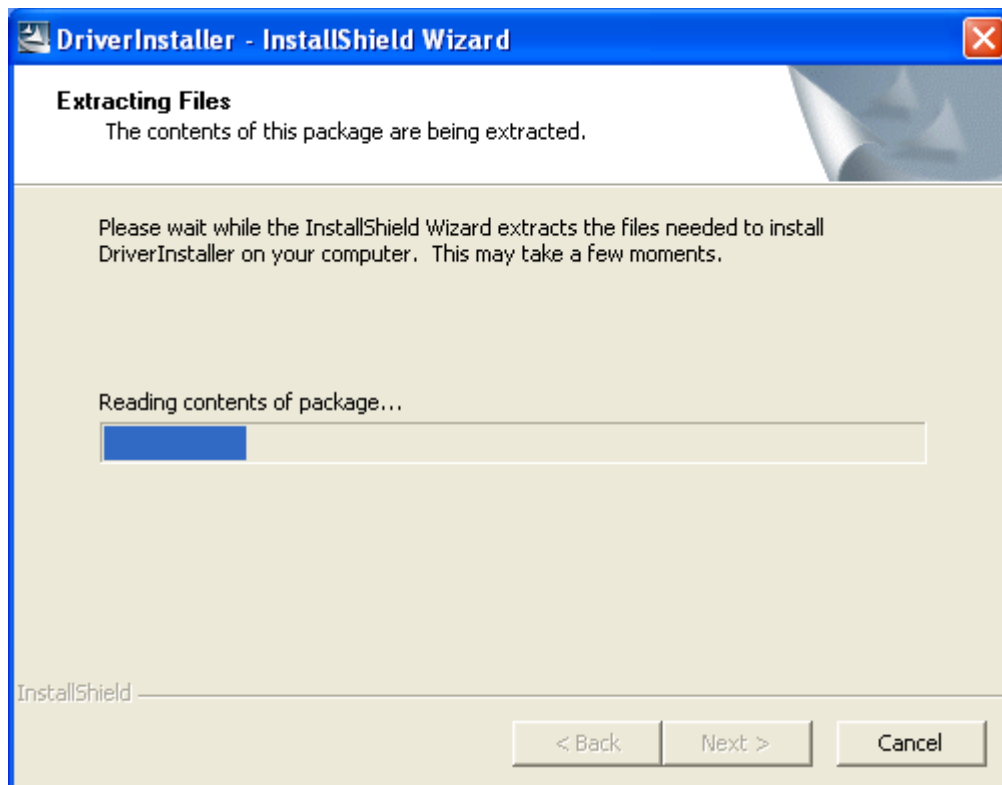 DriverInstaller - InstallShield Wizard
Extracting Files
The contents of this package are being extracted.
Please wait while the InstallShield Wizard extracts the files needed to install
DriverInstaller on your computer.  This may take a few moments.
Reading contents of package...
InstallShield
< Back
Next >
Cancel